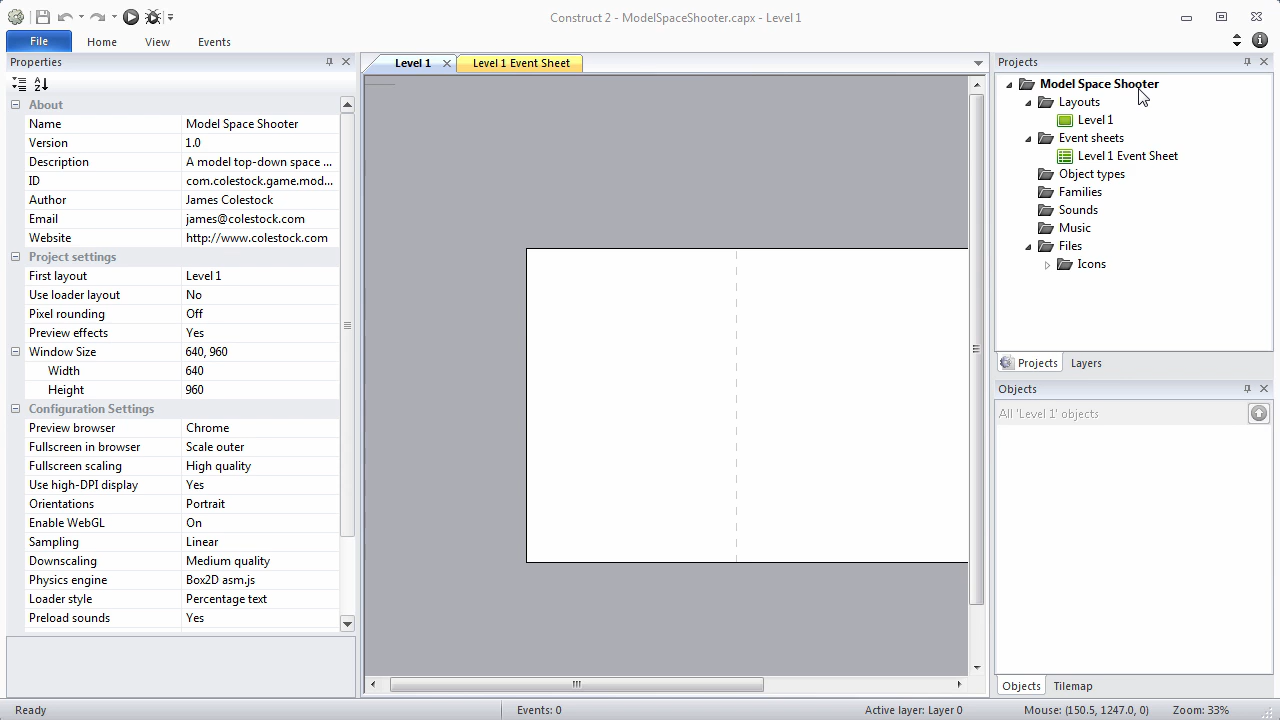 Construct 2 - ModelSpaceShooter.capx - Level 1
File Home View Events
Properties
About
Name Model Space Shooter
Version 1.0
Description A model top-down space ...
ID com.colestock.game.mod...
Author James Colestock
Email james@colestock.com
Website http://www.colestock.com
Project settings
First layout Level 1
Use loader layout No
Pixel rounding Off
Preview effects Yes
Window Size 640, 960
Width 640
Height 960
Configuration Settings
Preview browser Chrome
Fullscreen in browser Scale outer
Fullscreen scaling High quality
Use high-DPI display Yes
Orientations Portrait
Enable WebGL On
Sampling Linear
Downscaling Medium quality
Physics engine Box2D asm.js
Loader style Percentage text
Preload sounds Yes
Level 1 Level 1 Event Sheet
Projects
Model Space Shooter
Layouts
Level 1
Event sheets
Level 1 Event Sheet
Object types
Families
Sounds
Music
Files
Icons
Projects Layers
Objects
All 'Level 1' objects
Objects Tilemap
Ready Events: 0 Active layer: Layer 0 Mouse: (150.5, 1247.0, 0) Zoom: 33%